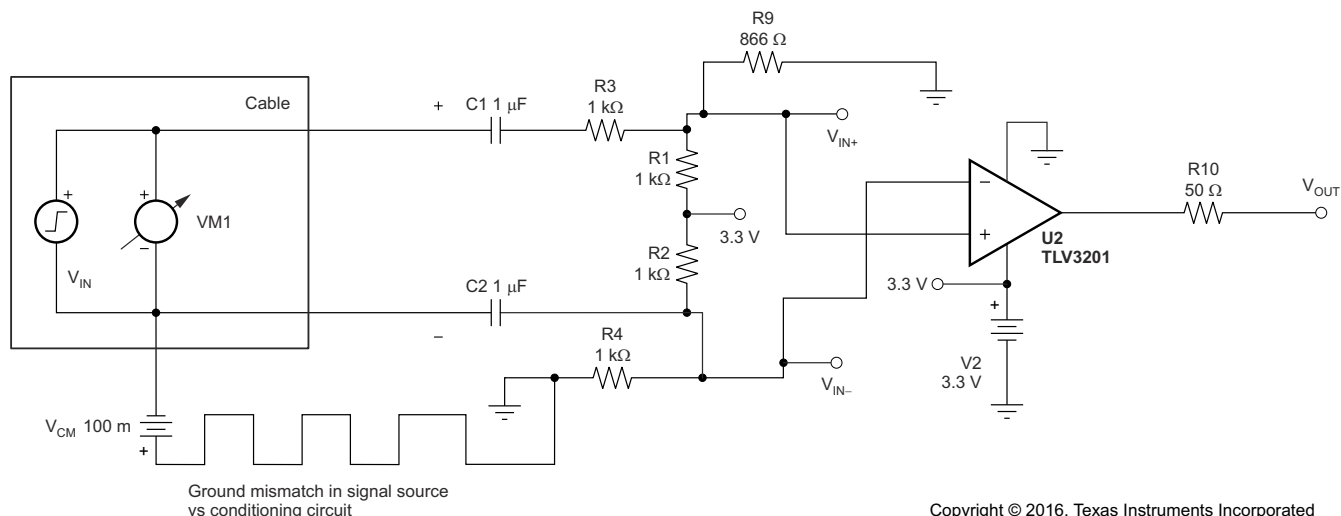 R9
866 Ω
Cable
+
C1 1 μF
R3
1 kΩ
V_IN+
R1
1 kΩ
+
+
VM1
–
V_IN
3.3 V
R2
1 kΩ
–
+
U2
TLV3201
R10
50 Ω
V_OUT
C2 1 μF
–
R4
1 kΩ
V_IN–
3.3 V
+
V2
3.3 V
V_CM 100 m
+
Ground mismatch in signal source
vs conditioning circuit
Copyright © 2016, Texas Instruments Incorporated